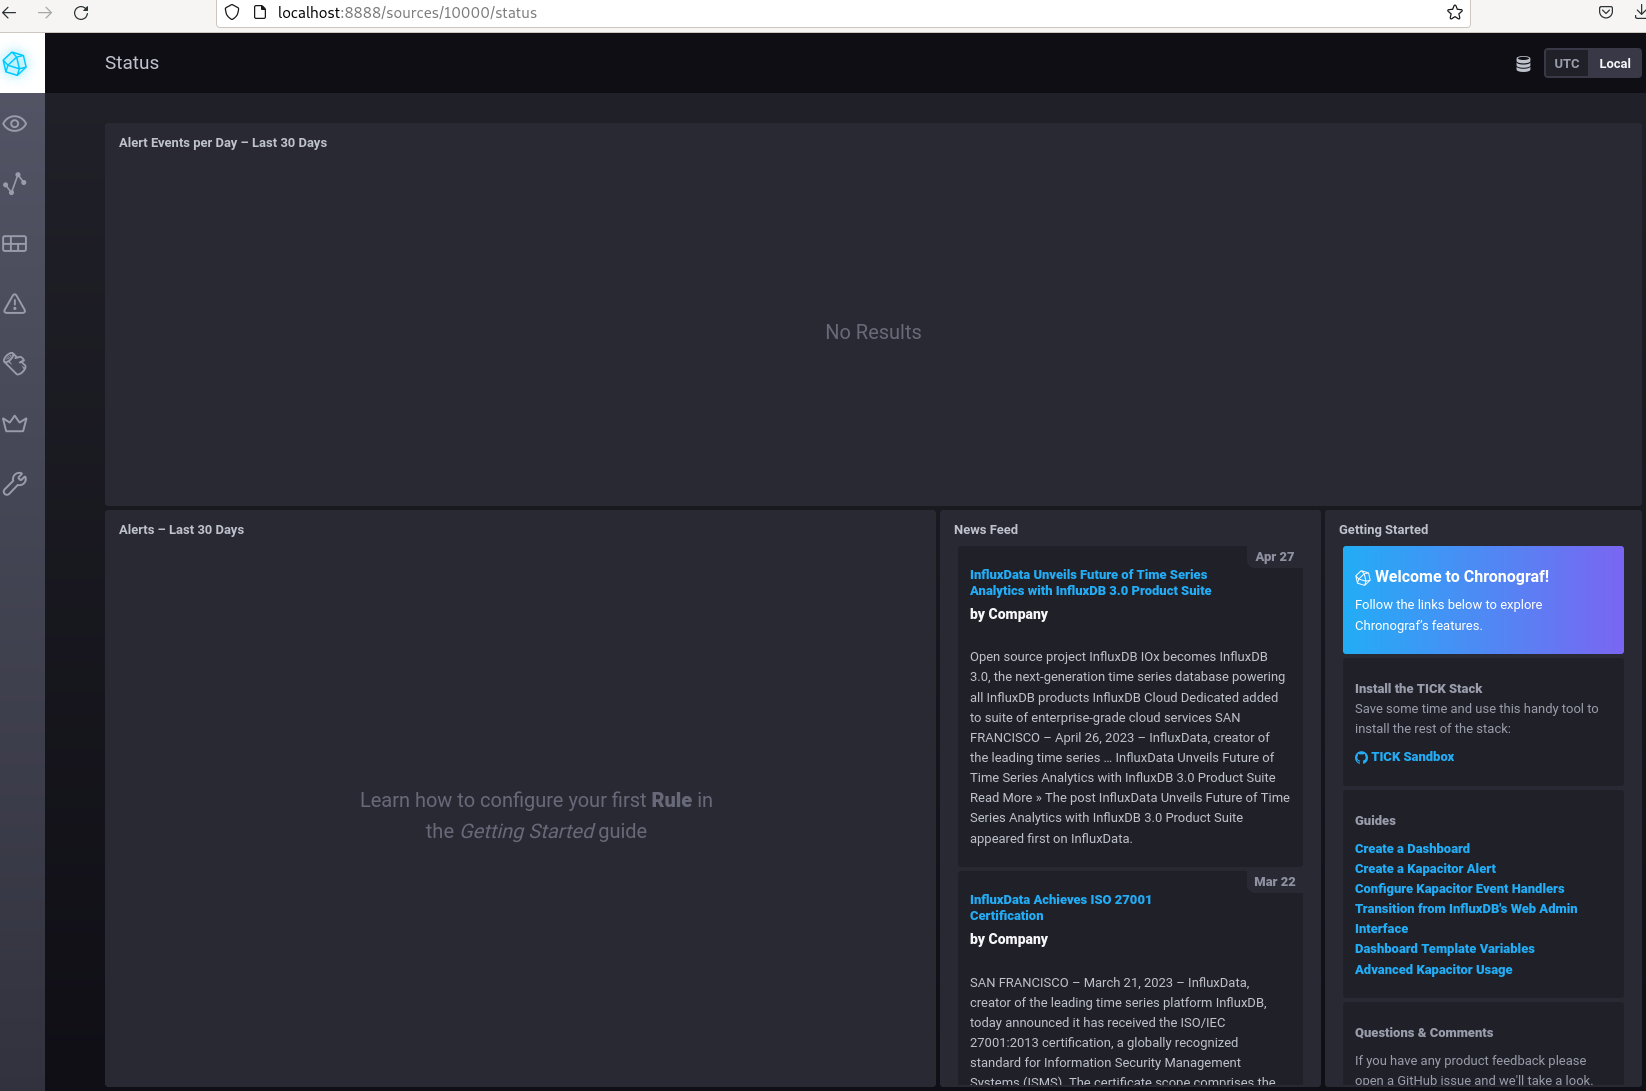 localhost:8888/sources/10000/status
Status
UTC
Local
Alert Events per Day – Last 30 Days
No Results
Alerts – Last 30 Days
Learn how to configure your first Rule in
the Getting Started guide
News Feed
Apr 27
InfluxData Unveils Future of Time Series
Analytics with InfluxDB 3.0 Product Suite
by Company
Open source project InfluxDB IOx becomes InfluxDB
3.0, the next-generation time series database powering
all InfluxDB products InfluxDB Cloud Dedicated added
to suite of enterprise-grade cloud services SAN
FRANCISCO – April 26, 2023 – InfluxData, creator of
the leading time series … InfluxData Unveils Future of
Time Series Analytics with InfluxDB 3.0 Product Suite
Read More » The post InfluxData Unveils Future of Time
Series Analytics with InfluxDB 3.0 Product Suite
appeared first on InfluxData.
Mar 22
InfluxData Achieves ISO 27001
Certification
by Company
SAN FRANCISCO – March 21, 2023 – InfluxData,
creator of the leading time series platform InfluxDB,
today announced it has received the ISO/IEC
27001:2013 certification, a globally recognized
standard for Information Security Management
Systems (ISMS). The certificate scope comprises the
Getting Started
Welcome to Chronograf!
Follow the links below to explore
Chronograf’s features.
Install the TICK Stack
Save some time and use this handy tool to
install the rest of the stack:
TICK Sandbox
Guides
Create a Dashboard
Create a Kapacitor Alert
Configure Kapacitor Event Handlers
Transition from InfluxDB's Web Admin
Interface
Dashboard Template Variables
Advanced Kapacitor Usage
Questions & Comments
If you have any product feedback please
open a GitHub issue and we'll take a look.